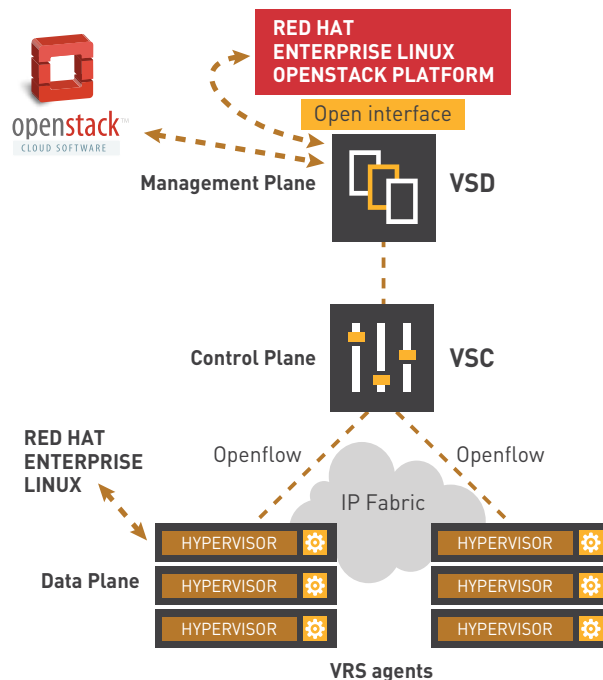 RED HAT
ENTERPRISE LINUX
OPENSTACK PLATFORM
openstack™
CLOUD SOFTWARE
Open interface
Management Plane
VSD
Control Plane
VSC
RED HAT
ENTERPRISE
LINUX
Openflow
Openflow
IP Fabric
HYPERVISOR
HYPERVISOR
Data Plane
HYPERVISOR
HYPERVISOR
HYPERVISOR
HYPERVISOR
VRS agents